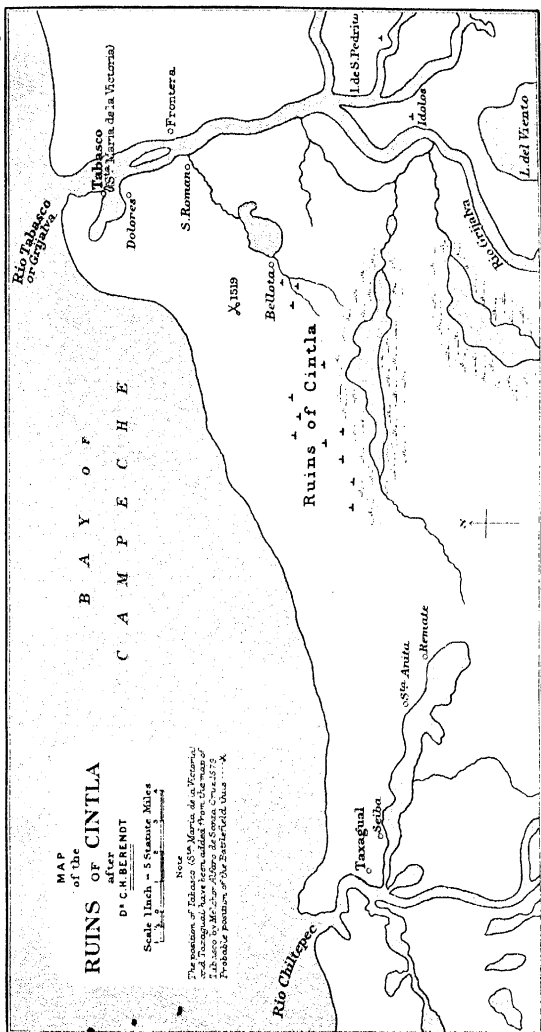 MAP
of the
RUINS OF CINTLA
after
Dr C.H. BERENDT
Scale 1 Inch – 5 Statute Miles
Note
The position of Tabasco (Sta Maria de la Victoria)
and Taxagual have been added from the map of
Tabasco by Melchor Alfaro de Santa Cruz 1579
Probable position of the Battlefield thus
BAY OF
CAMPECHE
Rio Tabasco
or Grijalva
Tabasco
(Sta Maria de la Victoria)
Dolores
Frontera
S. Romano
1519
Bellota
Ruins of Cintla
I. de S. Pedrito
Idolos
L. del Viento
Rio Grijalva
N
Rio Chiltepec
Taxagual
Seiba
Sta Anita
Remate